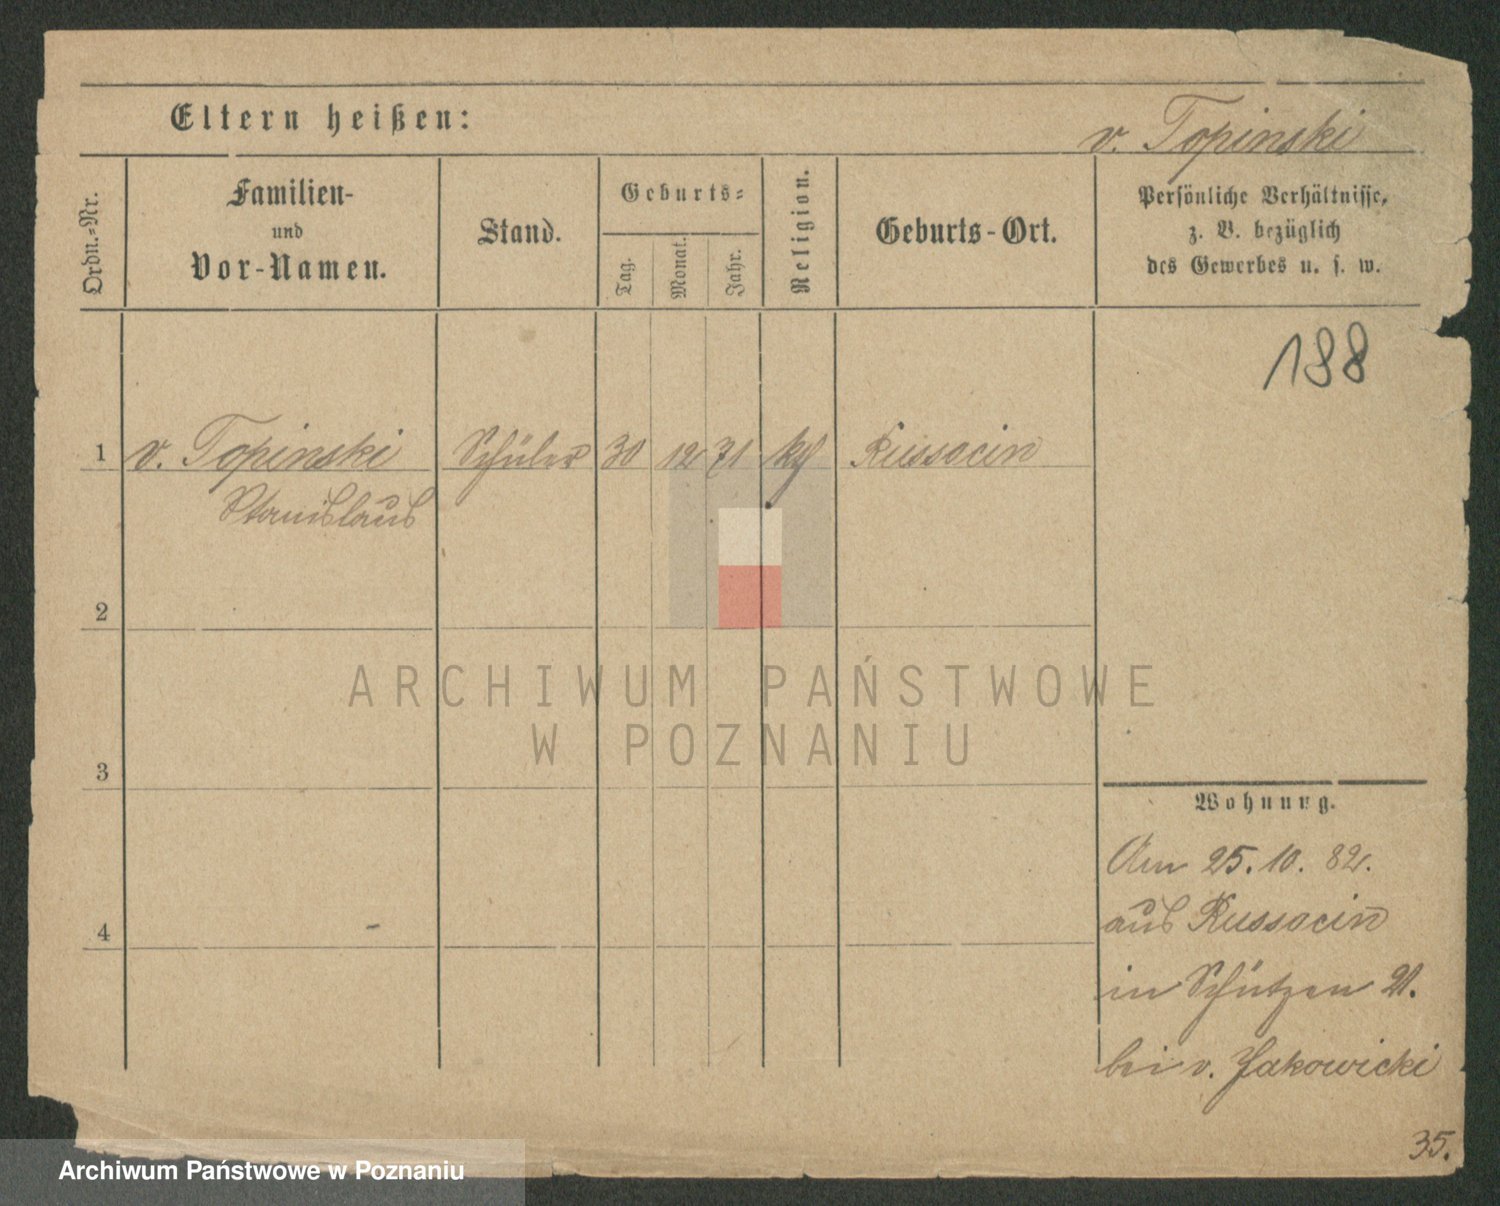 Eltern heißen:
v. Topinski
Ordn.-Nr.
Familien-
und
Vor-Namen.
Stand.
Geburts-
Tag.
Monat.
Jahr.
Religion.
Geburts-Ort.
Persönliche Verhältnisse,
z. B. bezüglich
des Gewerbes u. s. w.
188
1 v. Topinski Schüler 30 12 71 kth Russocin
Stanislaus
2
ARCHIWUM PAŃSTWOWE
W POZNANIU
3
Wohnung.
Am 25. 10. 82.
aus Russocin
4
in Schützen 21.
bei v. Jakowicki
35.
Archiwum Państwowe w Poznaniu